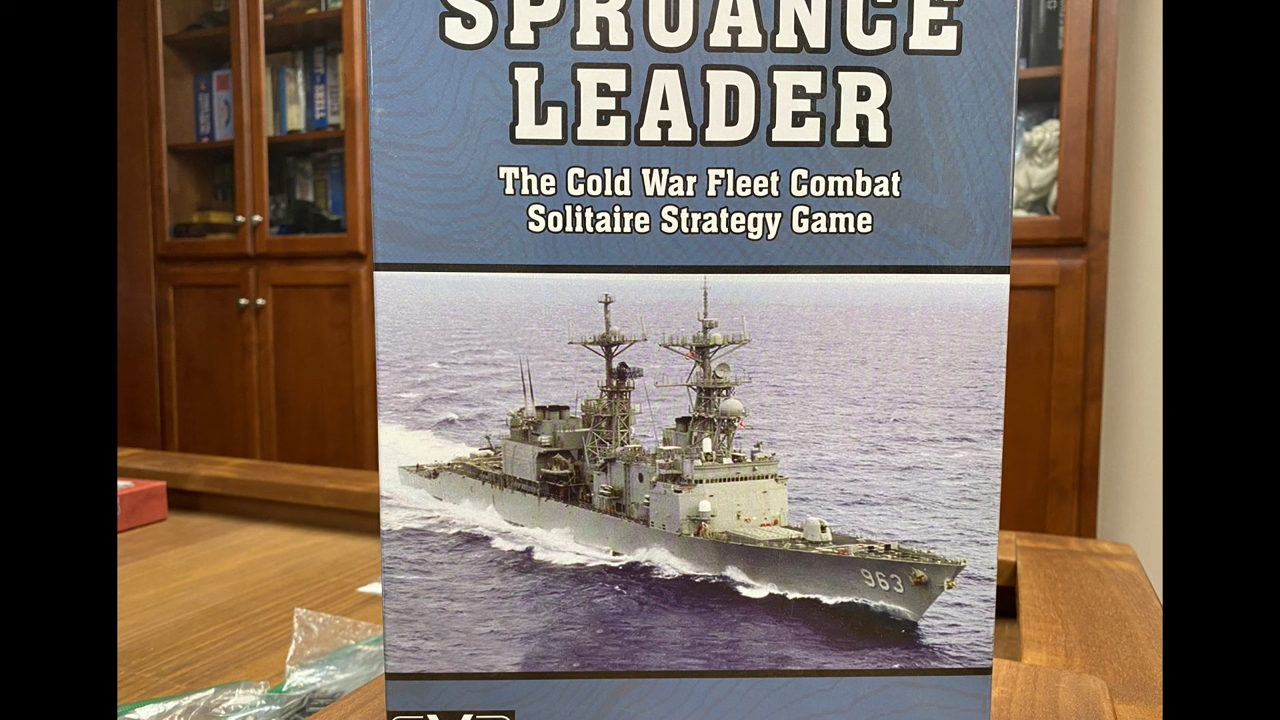 SPRUANCE
LEADER
The Cold War Fleet Combat
Solitaire Strategy Game
963